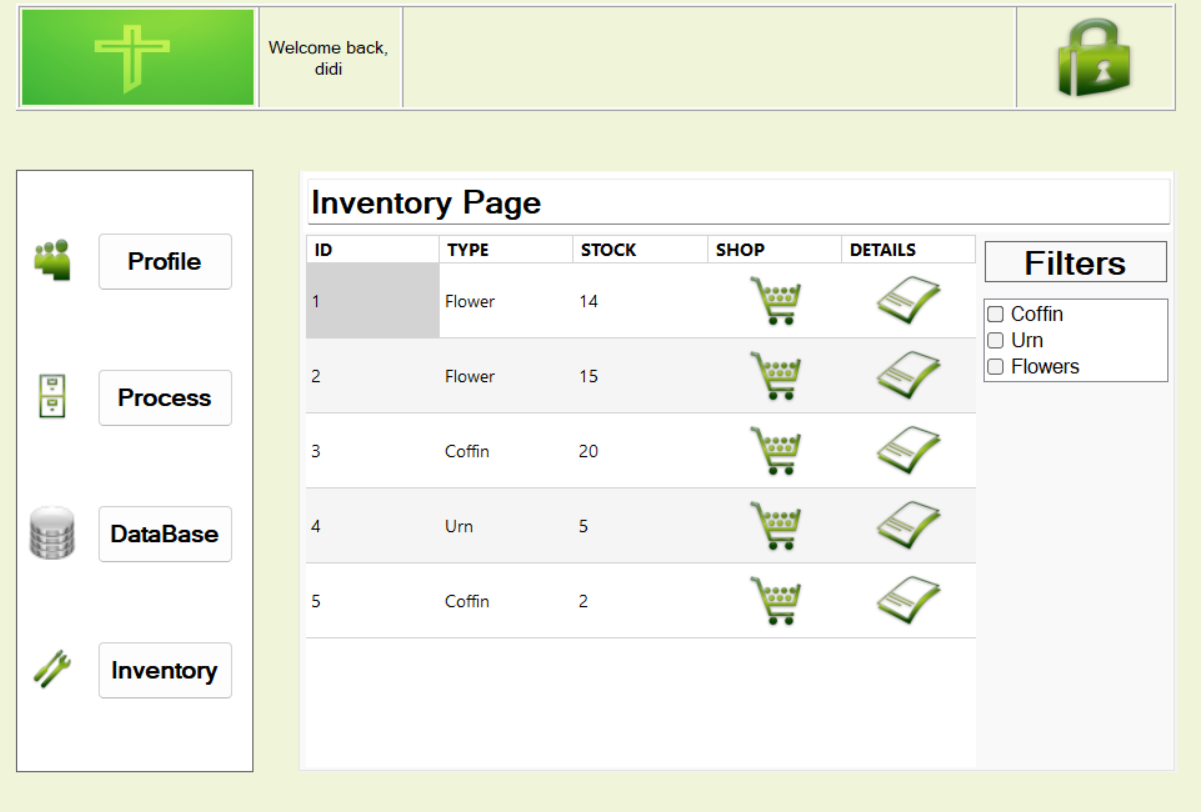 Welcome back,
didi
Profile
Process
DataBase
Inventory
Inventory Page
ID TYPE STOCK SHOP DETAILS
1 Flower 14
2 Flower 15
3 Coffin 20
4 Urn 5
5 Coffin 2
Filters
Coffin
Urn
Flowers